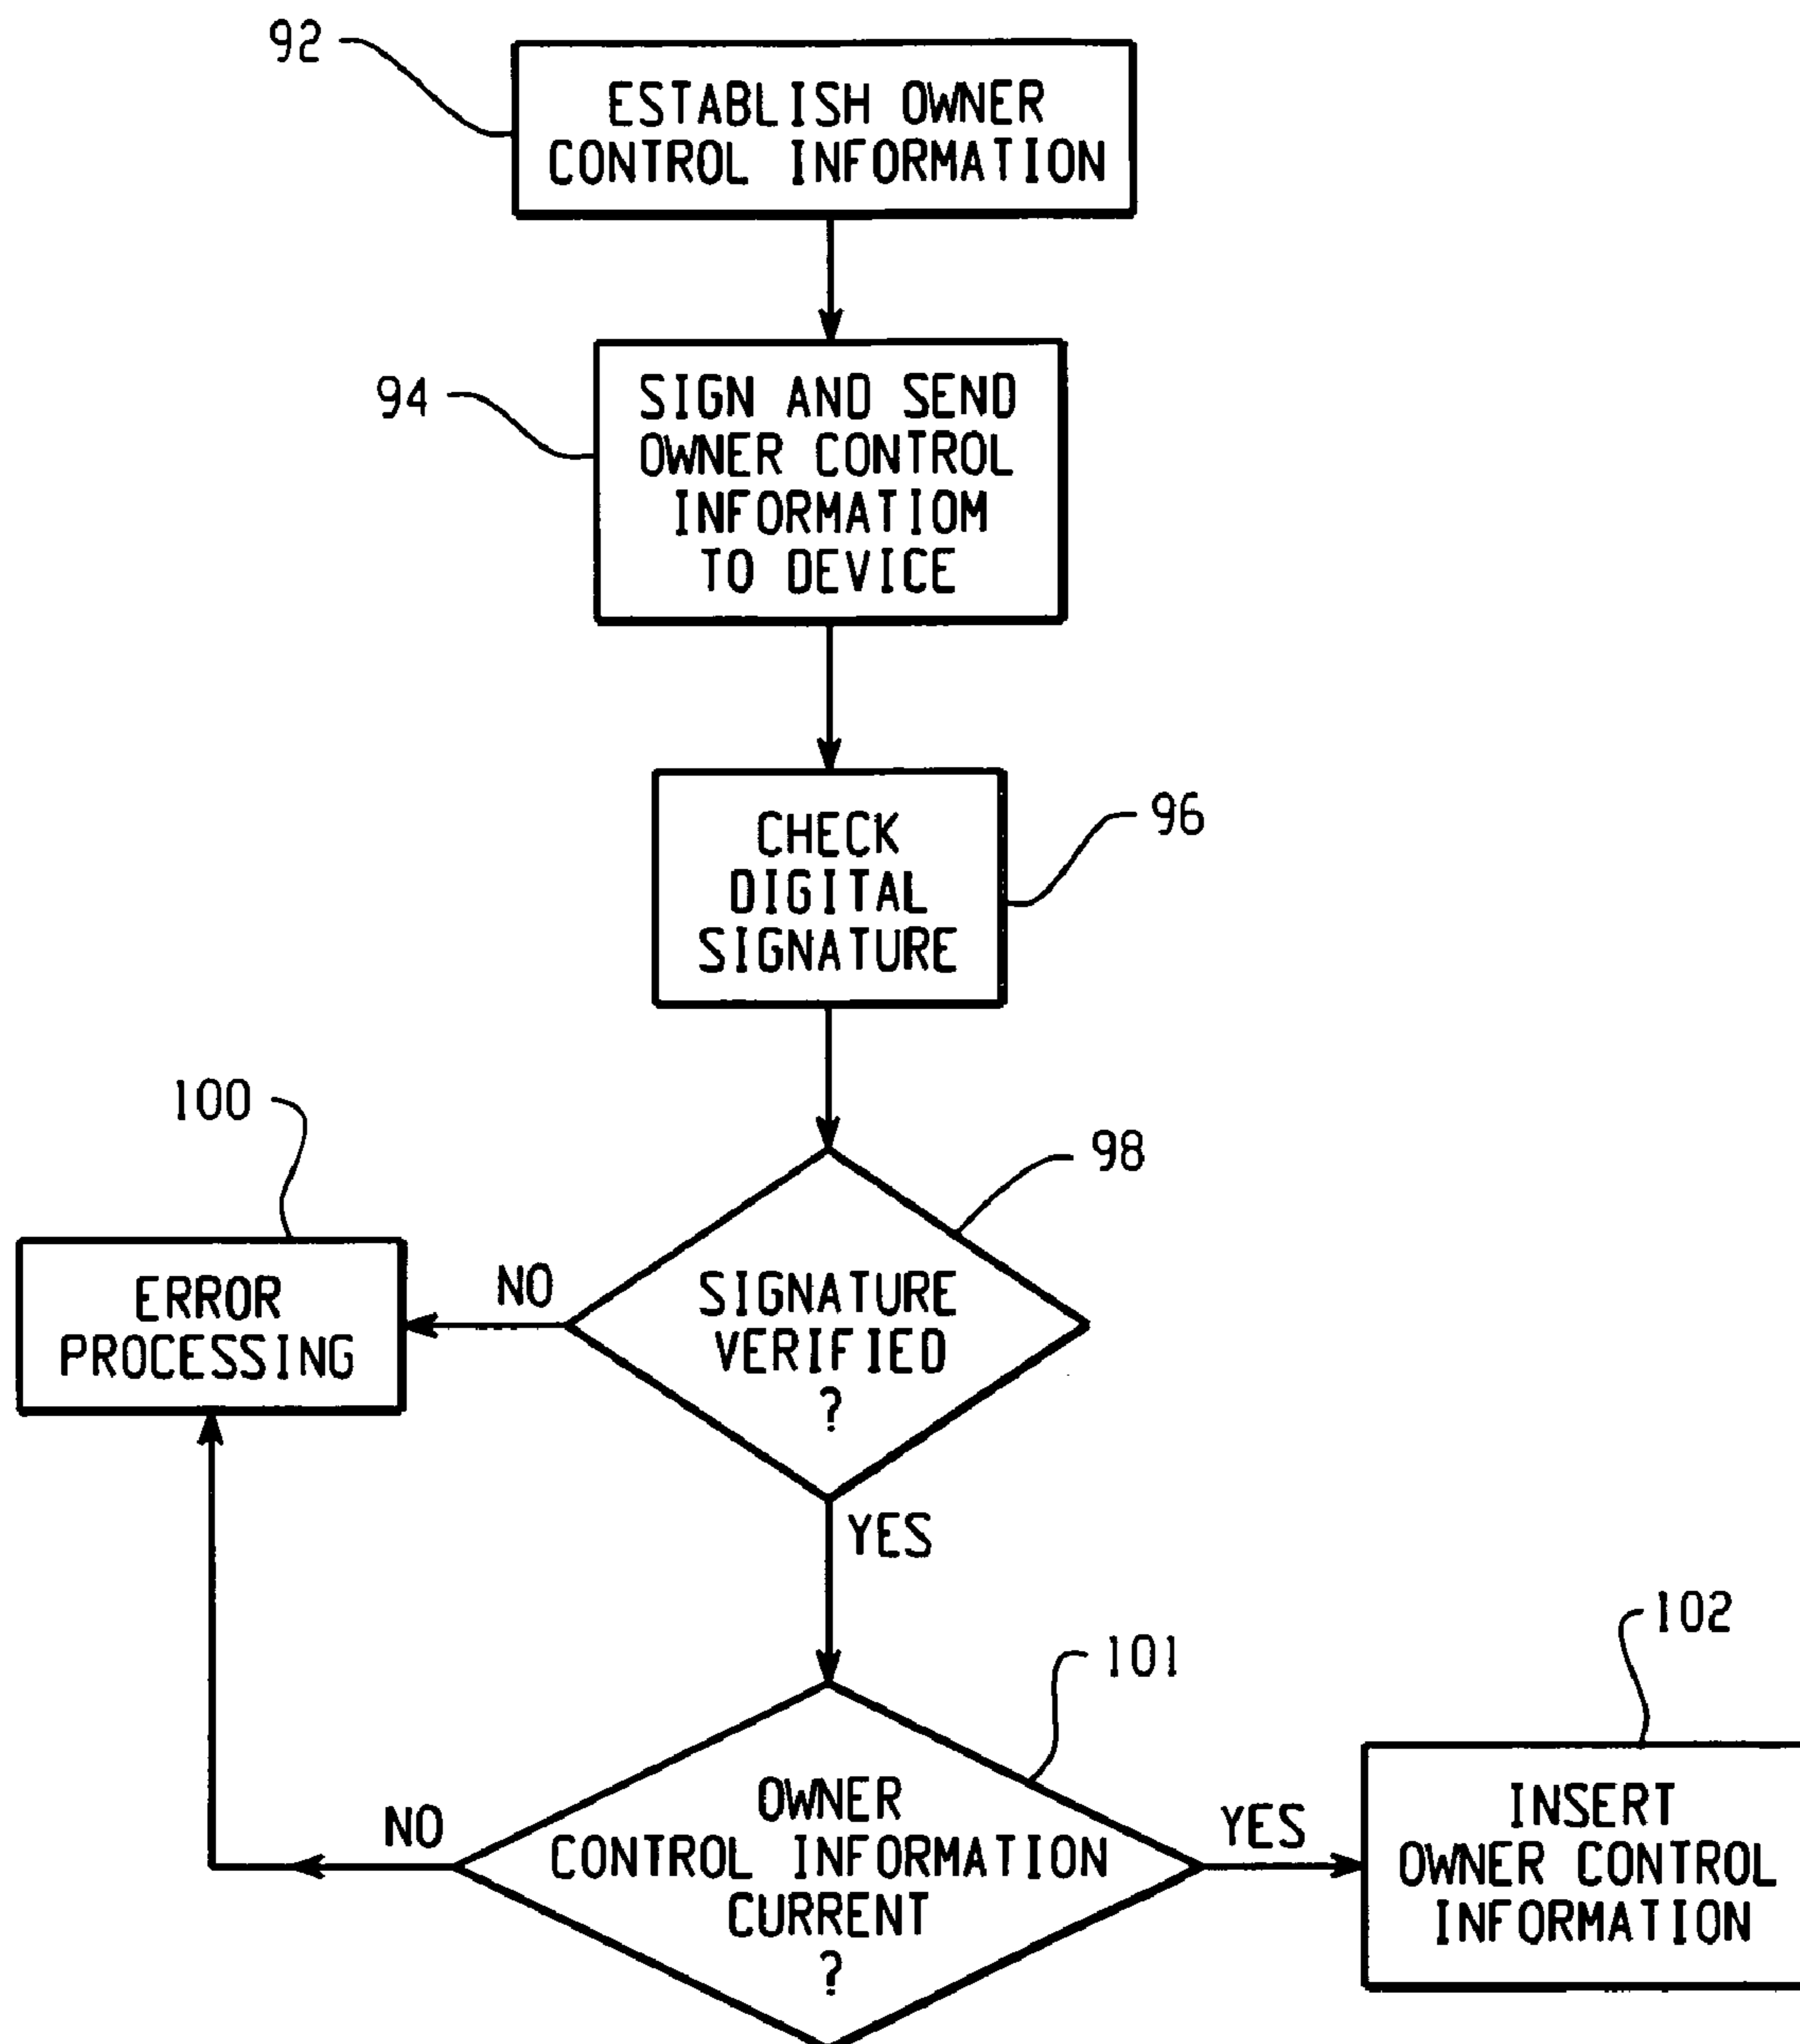 92
ESTABLISH OWNER
CONTROL INFORMATION
94
SIGN AND SEND
OWNER CONTROL
INFORMATIOM
TO DEVICE
CHECK
DIGITAL
SIGNATURE
96
100
98
ERROR
PROCESSING
NO
SIGNATURE
VERIFIED
?
YES
101
102
NO
OWNER
CONTROL INFORMATION
CURRENT
?
YES
INSERT
OWNER CONTROL
INFORMATION